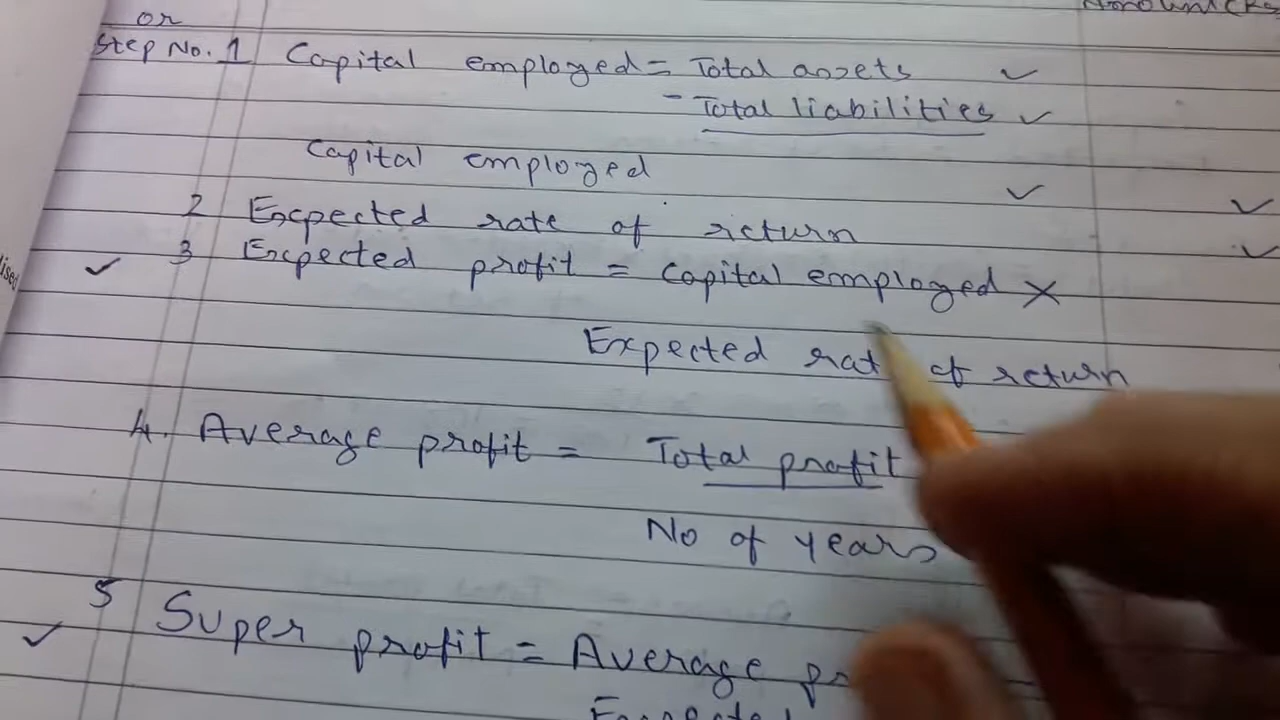 or
Step No. 1 Capital employed = Total assets ✓
- Total liabilities ✓
Capital employed ✓ ✓
2 Expected rate of return ✓
✓ 3 Expected profit = Capital employed ×
Expected rate of return
4. Average profit = Total profit
No of years
5 Super profit = Average
✓